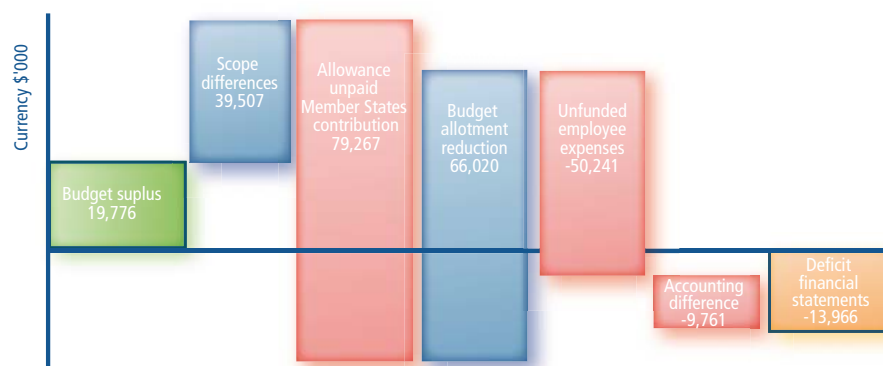 Currency $'000
Budget suplus
19,776
Scope
differences
39,507
Allowance
unpaid
Member States
contribution
79,267
Budget
allotment
reduction
66,020
Unfunded
employee
expenses
-50,241
Accounting
difference
-9,761
Deficit
financial
statements
-13,966